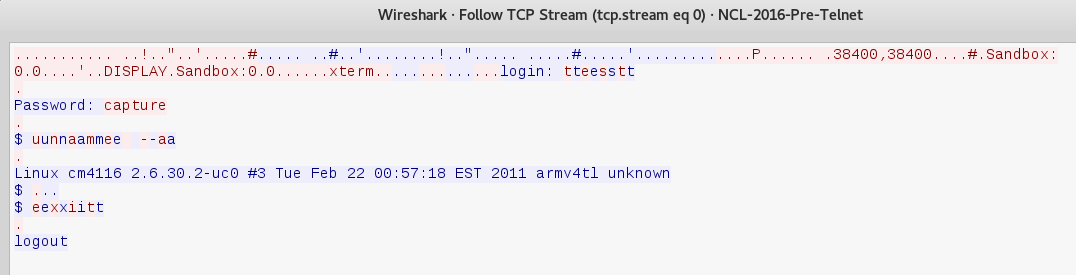 Wireshark · Follow TCP Stream (tcp.stream eq 0) · NCL-2016-Pre-Telnet
........... ..!.."..'.....#..... ..#..'........!.."..... .....#.....'.............P...... .38400,38400....#.Sandbox:
0.0....'..DISPLAY.Sandbox:0.0......xterm..............login: tteesstt
.
Password: capture
.
$ uunnaammee  --aa
.
Linux cm4116 2.6.30.2-uc0 #3 Tue Feb 22 00:57:18 EST 2011 armv4tl unknown
$ ...
$ eexxiitt
.
logout